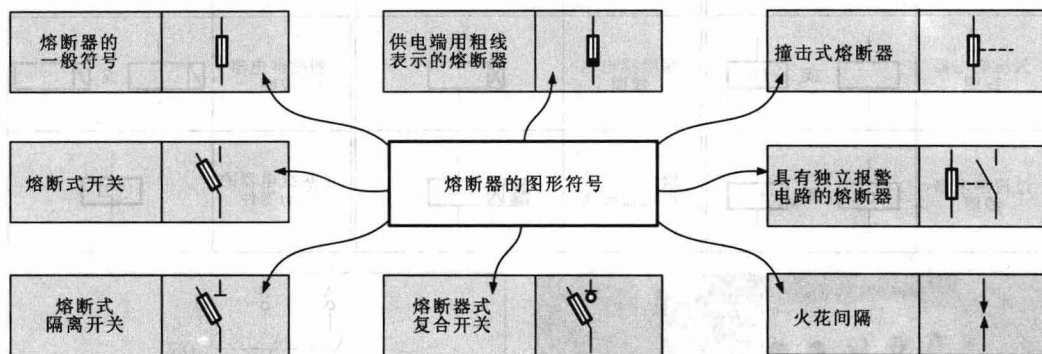 熔断器的
一般符号
供电端用粗线
表示的熔断器
撞击式熔断器
熔断式开关
熔断器的图形符号
具有独立报警
电路的熔断器
熔断式
隔离开关
熔断器式
复合开关
火花间隔